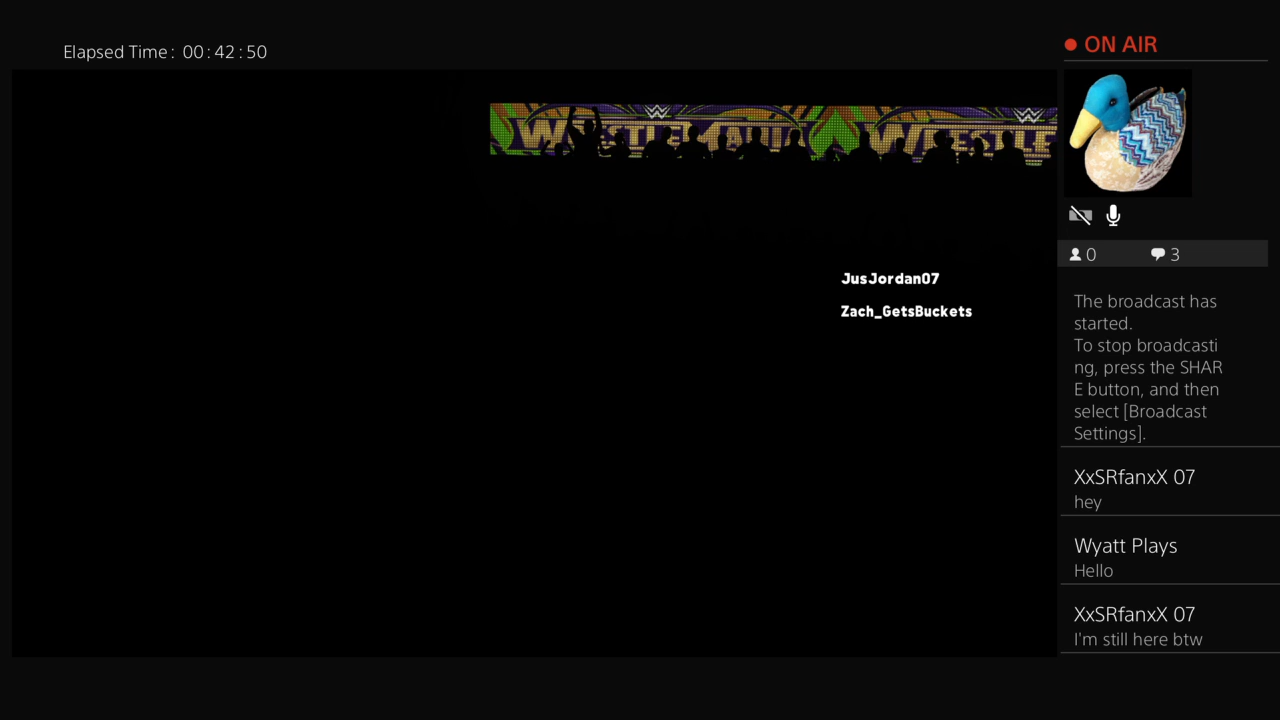 Elapsed Time: 00:42:50
ON AIR
WRESTLEMANIA WRESTLE
JusJordan07
Zach_GetsBuckets
0 3
The broadcast has
started.
To stop broadcasti
ng, press the SHAR
E button, and then
select [Broadcast
Settings].
XxSRfanxX 07
hey
Wyatt Plays
Hello
XxSRfanxX 07
I'm still here btw